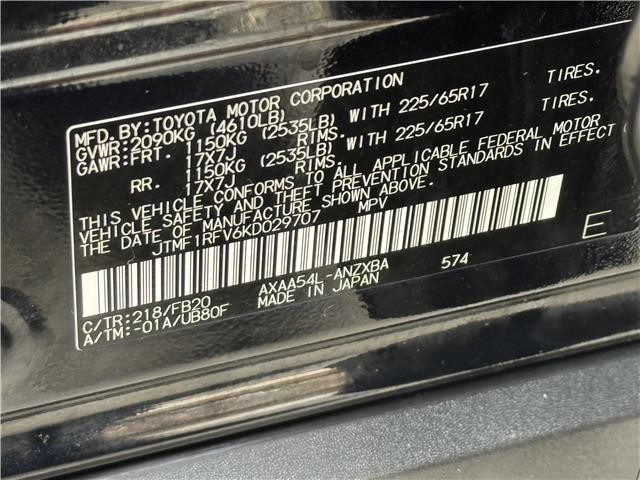 MFD. BY: TOYOTA MOTOR CORPORATION
GVWR: 2090KG (4610LB)
GAWR: FRT. 1150KG (2535LB) WITH 225/65R17 TIRES.
17X7J RIMS.
RR. 1150KG (2535LB) WITH 225/65R17 TIRES.
17X7J RIMS.
THIS VEHICLE CONFORMS TO ALL APPLICABLE FEDERAL MOTOR
VEHICLE SAFETY AND THEFT PREVENTION STANDARDS IN EFFECT
THE DATE OF MANUFACTURE SHOWN ABOVE.
JTMF1RFV6KD029707 MPV
E
C/TR: 218/FB20 AXAA54L-ANZXBA 574
A/TM: -01A/UB80F MADE IN JAPAN